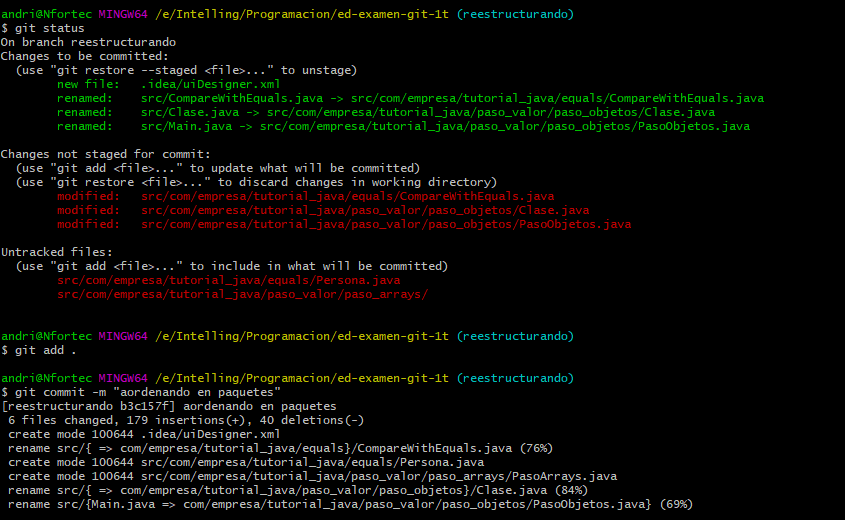 andri@Nfortec MINGW64 /e/Intelling/Programacion/ed-examen-git-1t (reestructurando)
$ git status
On branch reestructurando
Changes to be committed:
  (use "git restore --staged <file>..." to unstage)
        new file:   .idea/uiDesigner.xml
        renamed:    src/CompareWithEquals.java -> src/com/empresa/tutorial_java/equals/CompareWithEquals.java
        renamed:    src/Clase.java -> src/com/empresa/tutorial_java/paso_valor/paso_objetos/Clase.java
        renamed:    src/Main.java -> src/com/empresa/tutorial_java/paso_valor/paso_objetos/PasoObjetos.java

Changes not staged for commit:
  (use "git add <file>..." to update what will be committed)
  (use "git restore <file>..." to discard changes in working directory)
        modified:   src/com/empresa/tutorial_java/equals/CompareWithEquals.java
        modified:   src/com/empresa/tutorial_java/paso_valor/paso_objetos/Clase.java
        modified:   src/com/empresa/tutorial_java/paso_valor/paso_objetos/PasoObjetos.java

Untracked files:
  (use "git add <file>..." to include in what will be committed)
        src/com/empresa/tutorial_java/equals/Persona.java
        src/com/empresa/tutorial_java/paso_valor/paso_arrays/

andri@Nfortec MINGW64 /e/Intelling/Programacion/ed-examen-git-1t (reestructurando)
$ git add .

andri@Nfortec MINGW64 /e/Intelling/Programacion/ed-examen-git-1t (reestructurando)
$ git commit -m "aordenando en paquetes"
[reestructurando b3c157f] aordenando en paquetes
 6 files changed, 179 insertions(+), 40 deletions(-)
 create mode 100644 .idea/uiDesigner.xml
 rename src/{ => com/empresa/tutorial_java/equals}/CompareWithEquals.java (76%)
 create mode 100644 src/com/empresa/tutorial_java/equals/Persona.java
 create mode 100644 src/com/empresa/tutorial_java/paso_valor/paso_arrays/PasoArrays.java
 rename src/{ => com/empresa/tutorial_java/paso_valor/paso_objetos}/Clase.java (84%)
 rename src/{Main.java => com/empresa/tutorial_java/paso_valor/paso_objetos/PasoObjetos.java} (69%)